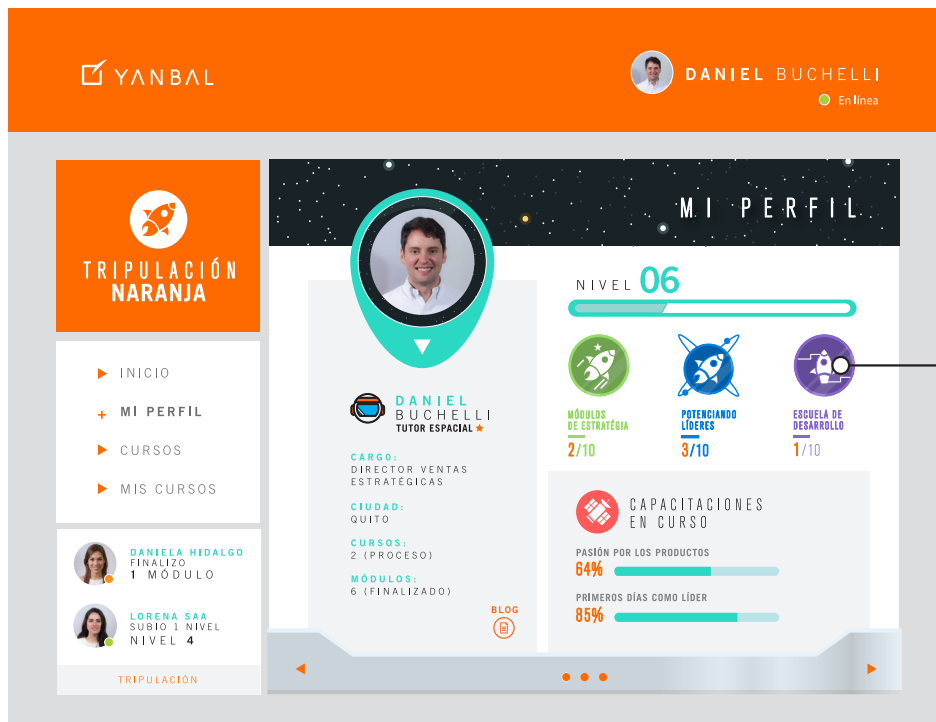 YANBAL
DANIEL BUCHELLI
En línea
TRIPULACIÓN
NARANJA
INICIO
MI PERFIL
CURSOS
MIS CURSOS
DANIELA HIDALGO
FINALIZO
1 MÓDULO
LORENA SAA
SUBIO 1 NIVEL
NIVEL 4
TRIPULACIÓN
MI PERFIL
DANIEL
BUCHELLI
TUTOR ESPACIAL
CARGO:
DIRECTOR VENTAS
ESTRATÉGICAS
CIUDAD:
QUITO
CURSOS:
2 (PROCESO)
MÓDULOS:
6 (FINALIZADO)
BLOG
NIVEL 06
MÓDULOS
DE ESTRATÉGIA
2/10
POTENCIANDO
LÍDERES
3/10
ESCUELA DE
DESARROLLO
1/10
CAPACITACIONES
EN CURSO
PASIÓN POR LOS PRODUCTOS
64%
PRIMEROS DÍAS COMO LÍDER
85%